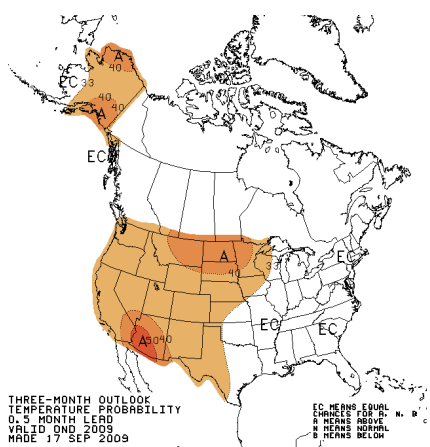 A
40
EC 33
40
40
A
EC
A
40
33
EC
EC
EC
A5040
THREE-MONTH OUTLOOK
TEMPERATURE PROBABILITY
0.5 MONTH LEAD
VALID OND 2009
MADE 17 SEP 2009
EC MEANS EQUAL
CHANCES FOR A, N, B
A MEANS ABOVE
N MEANS NORMAL
B MEANS BELOW